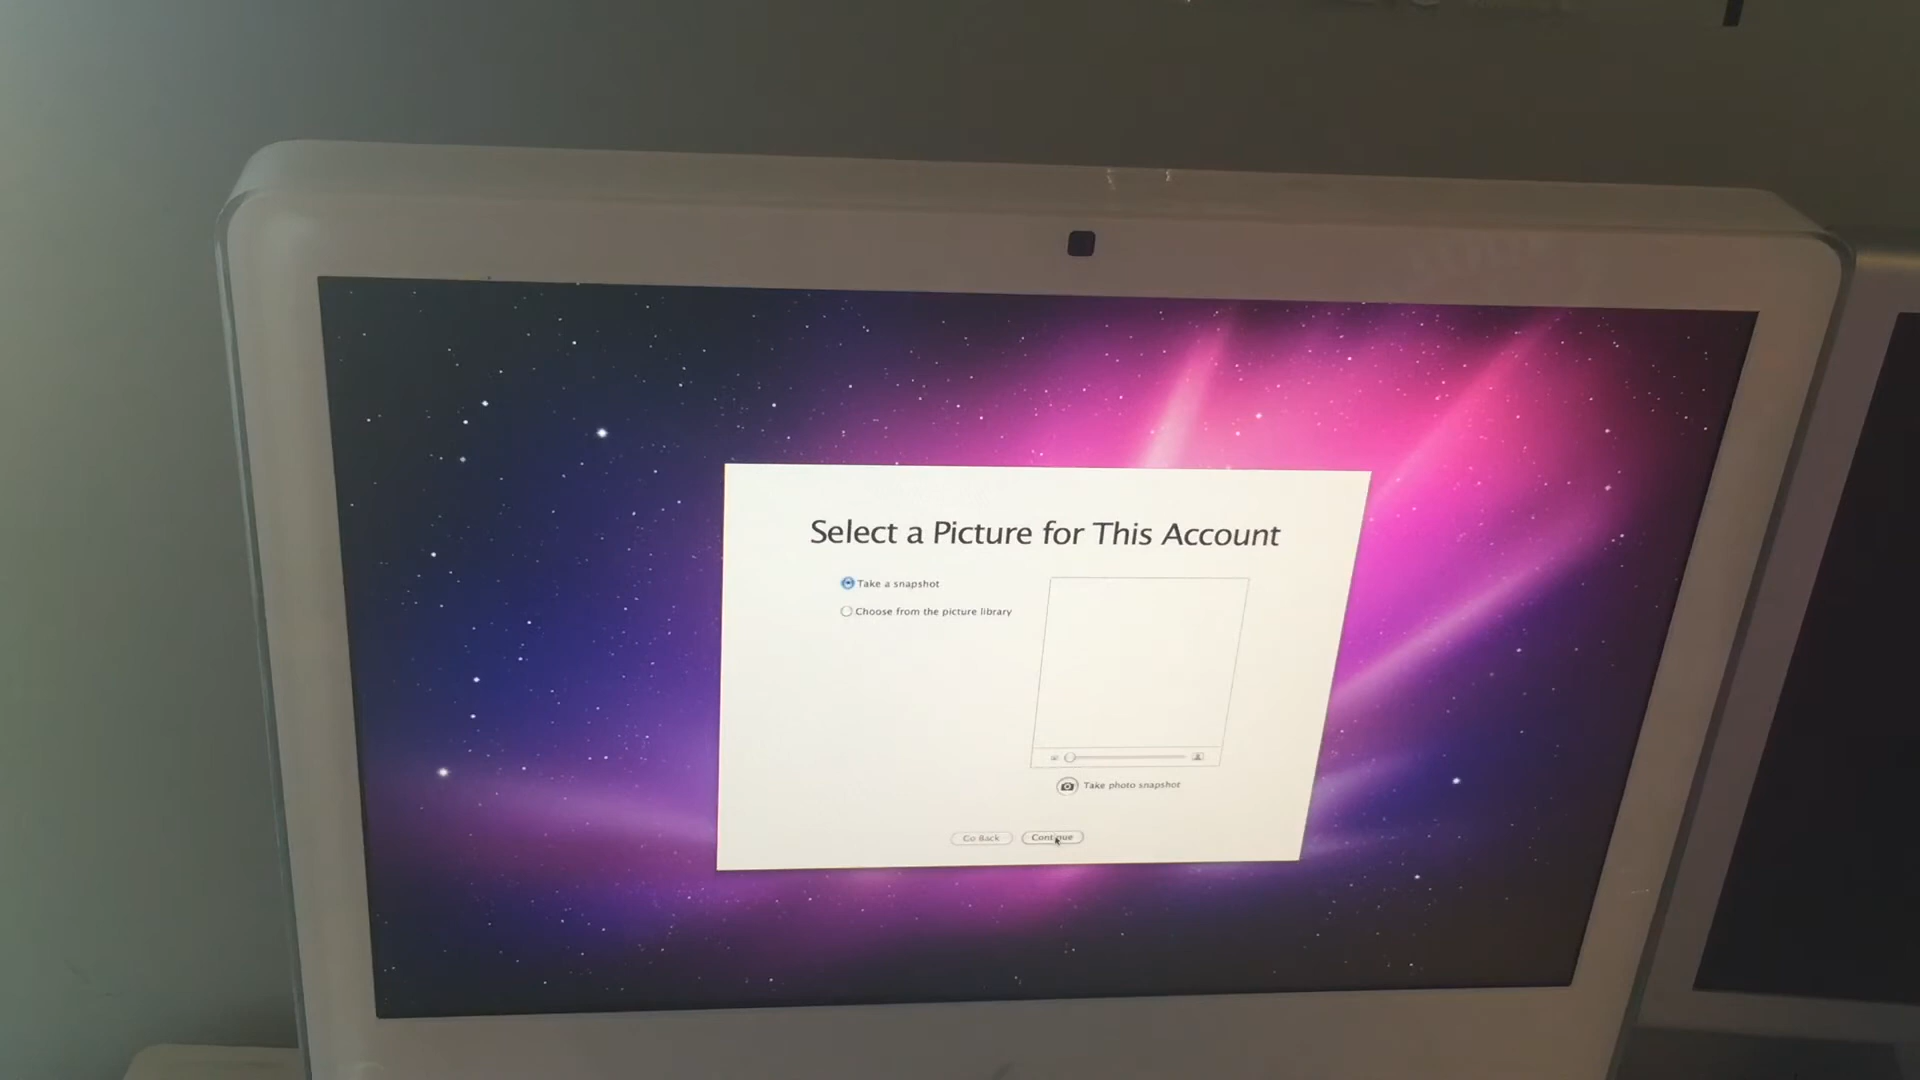 Select a Picture for This Account
Take a snapshot
Choose from the picture library
Take photo snapshot
Go Back
Continue